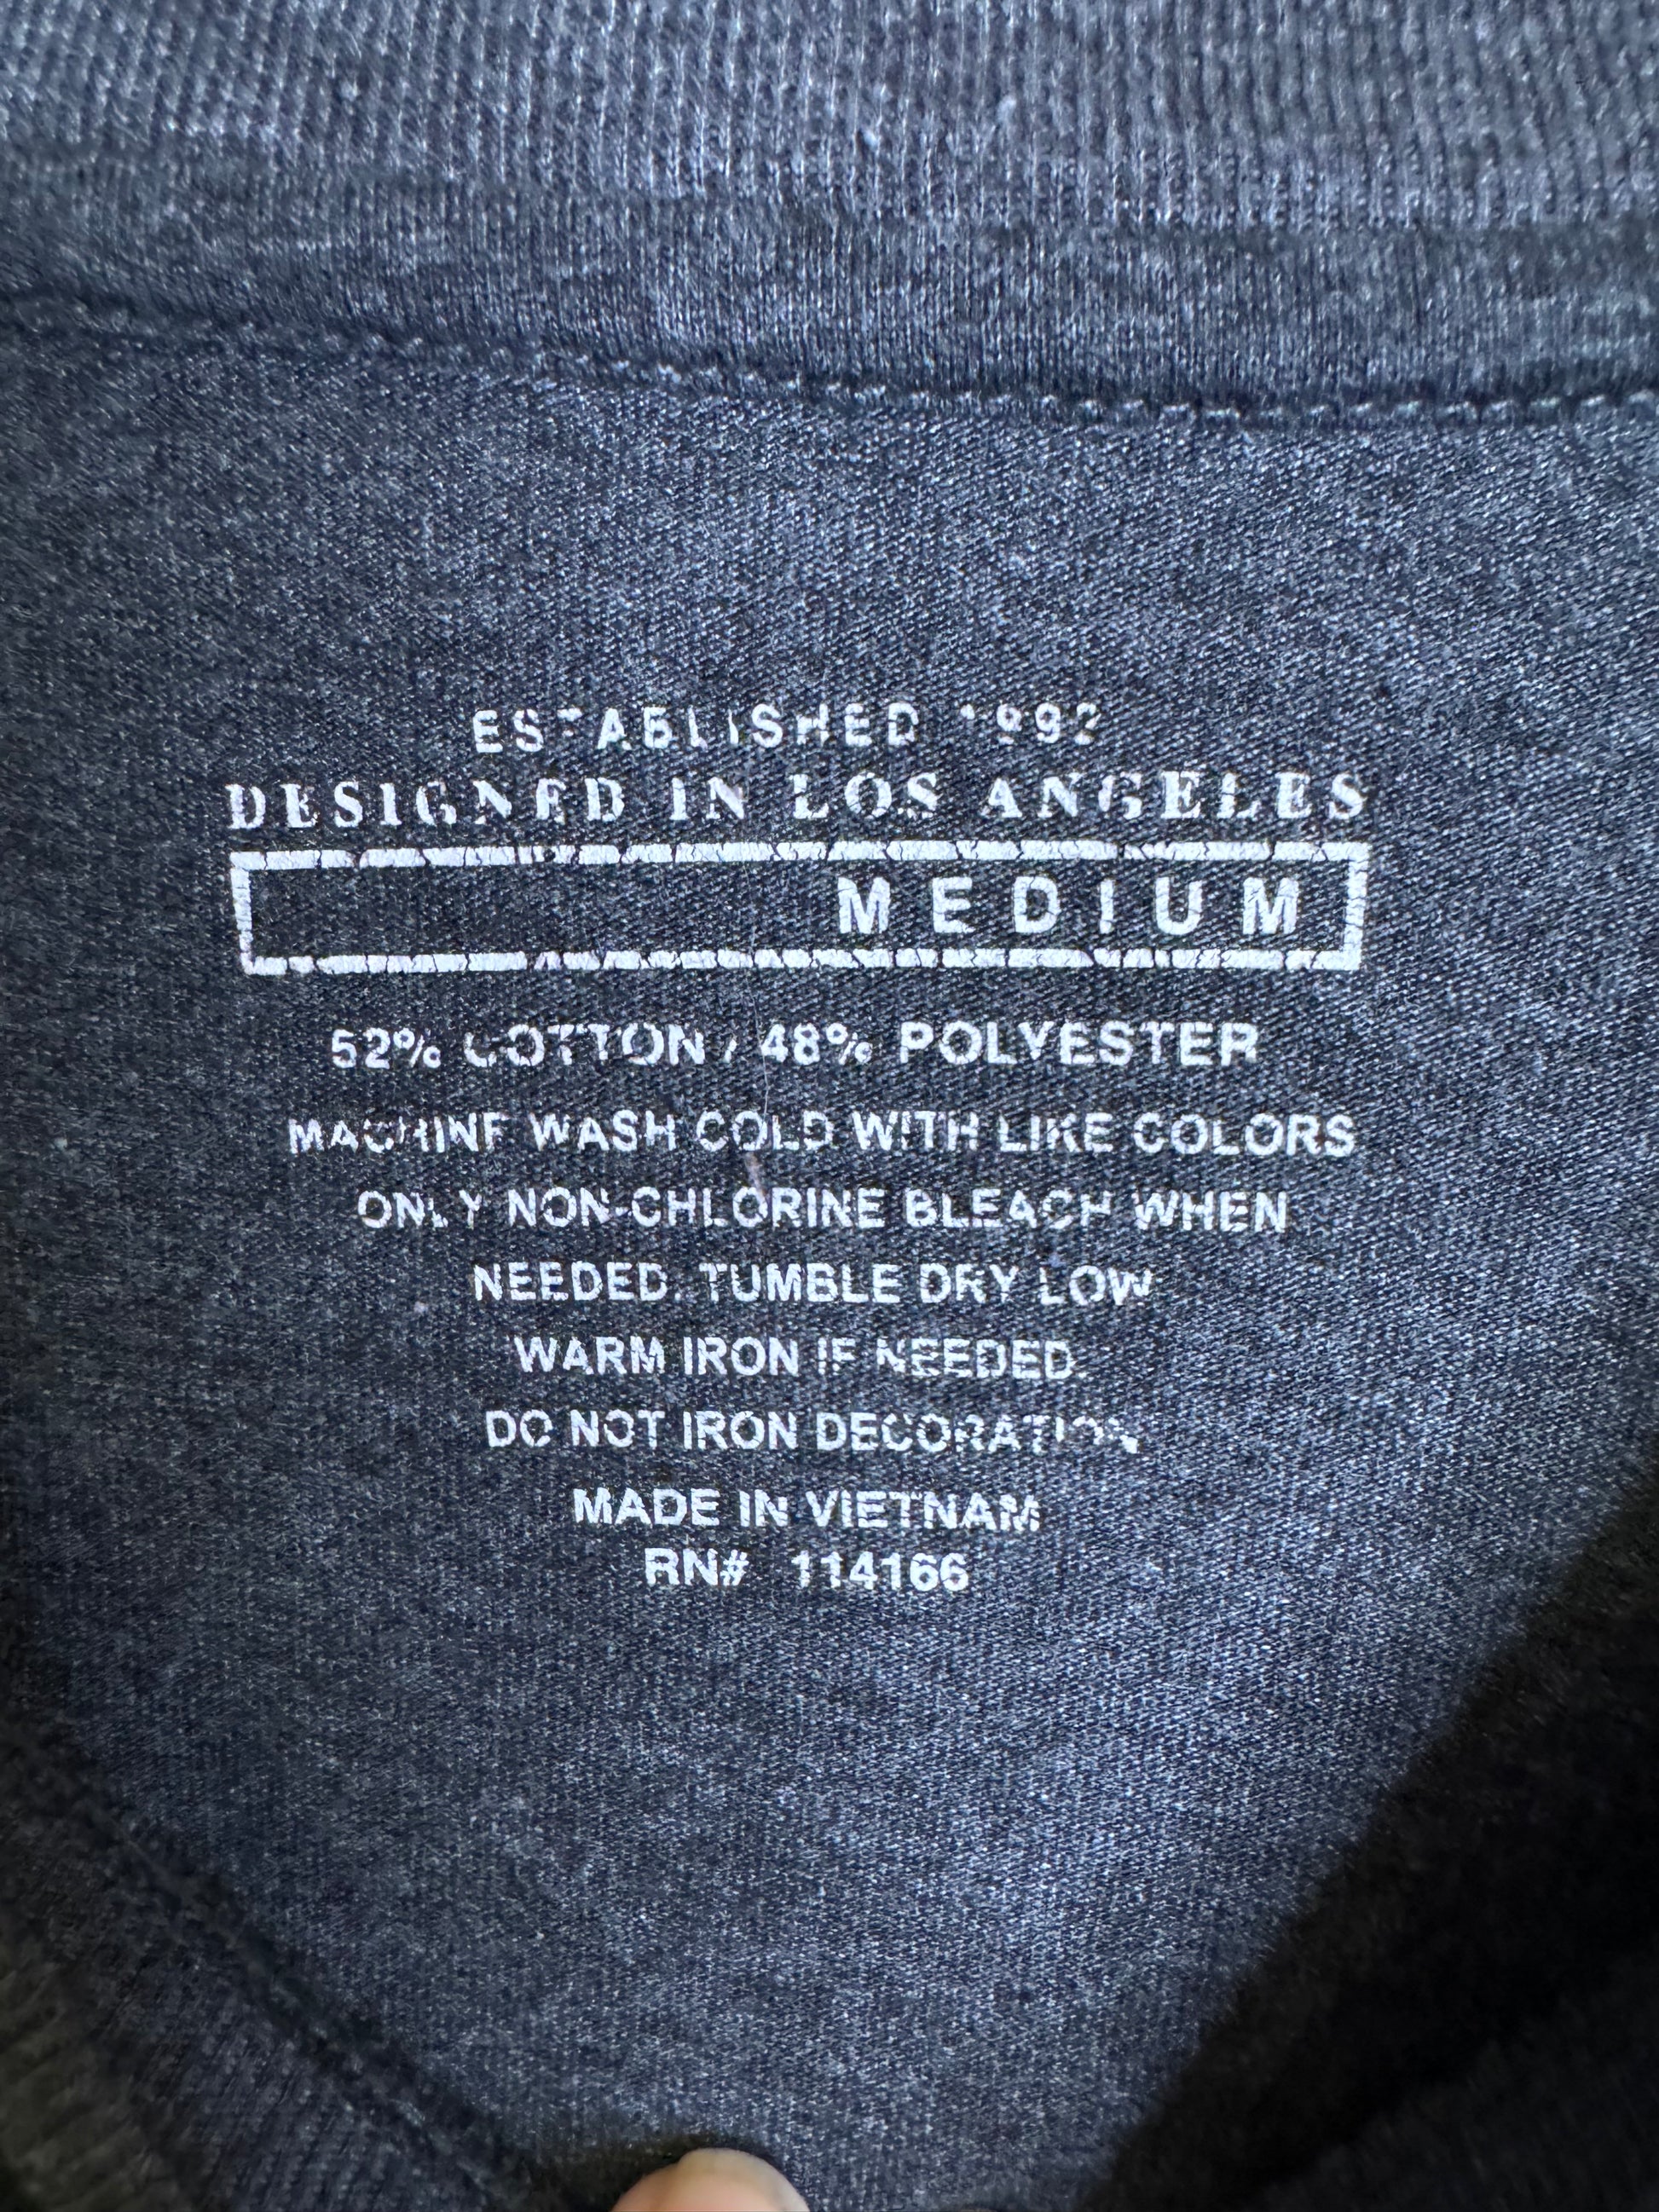 ESTABLISHED 1992
DESIGNED IN LOS ANGELES
MEDIUM
52% COTTON / 48% POLYESTER
MACHINE WASH COLD WITH LIKE COLORS
ONLY NON-CHLORINE BLEACH WHEN
NEEDED. TUMBLE DRY LOW
WARM IRON IF NEEDED.
DO NOT IRON DECORATION
MADE IN VIETNAM
RN# 114166